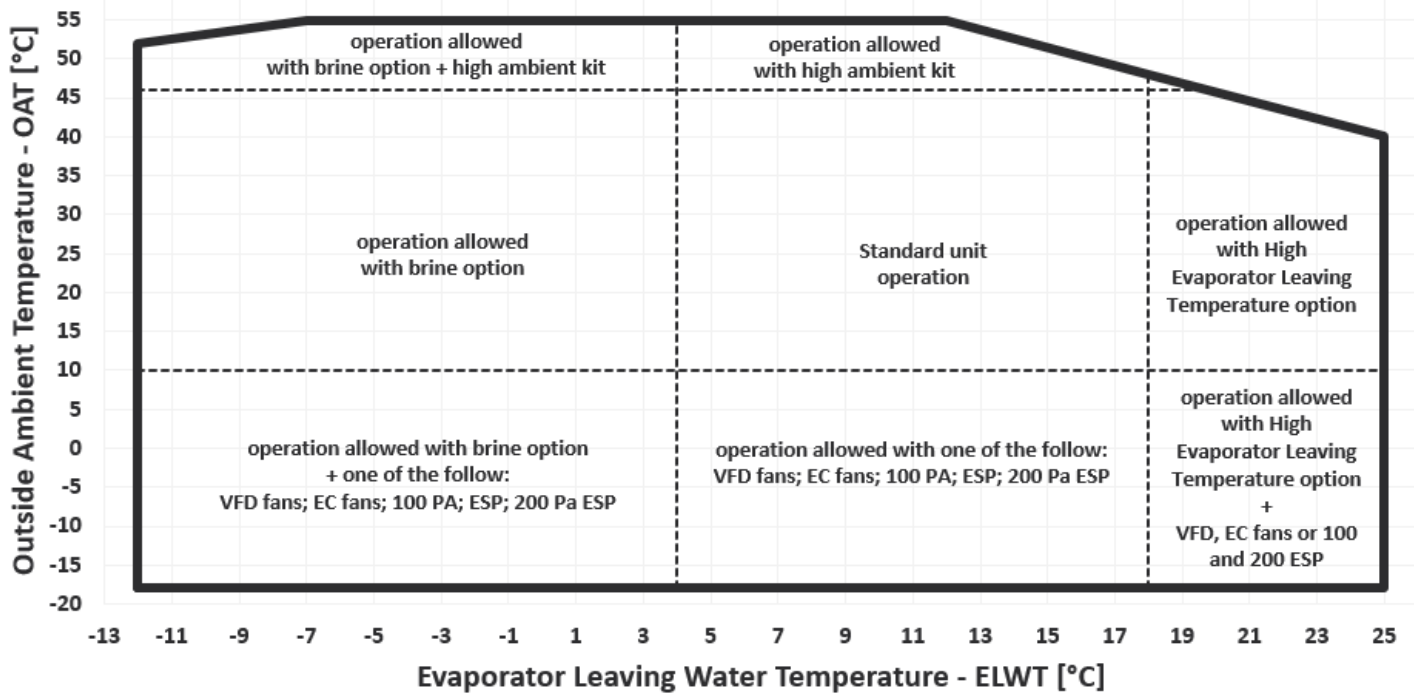 Outside Ambient Temperature - OAT [°C]
55
50
45
40
35
30
25
20
15
10
5
0
-5
-10
-15
-20
operation allowed
with brine option + high ambient kit
operation allowed
with high ambient kit
operation allowed
with brine option
Standard unit
operation
operation allowed
with High
Evaporator Leaving
Temperature option
operation allowed with brine option
+ one of the follow:
VFD fans; EC fans; 100 PA; ESP; 200 Pa ESP
operation allowed with one of the follow:
VFD fans; EC fans; 100 PA; ESP; 200 Pa ESP
operation allowed
with High
Evaporator Leaving
Temperature option
+
VFD, EC fans or 100
and 200 ESP
-13 -11 -9 -7 -5 -3 -1 1 3 5 7 9 11 13 15 17 19 21 23 25
Evaporator Leaving Water Temperature - ELWT [°C]